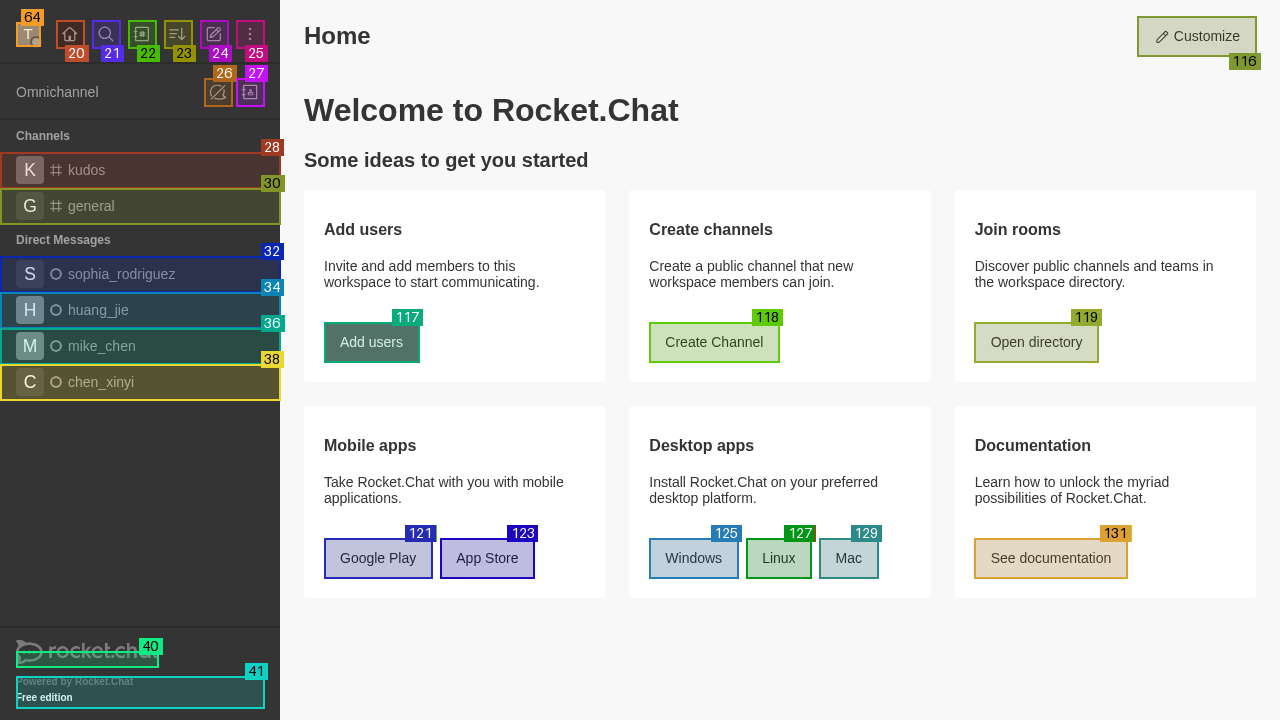 64
T
20
21
22
23
24
25
Omnichannel
26
27
Channels
28
K kudos
30
G general
Direct Messages
32
S sophia_rodriguez
34
H huang_jie
36
M mike_chen
38
C chen_xinyi
40
rocket.chat
41
Powered by Rocket.Chat
Free edition
Home
Customize
116
Welcome to Rocket.Chat
Some ideas to get you started
Add users
Invite and add members to this
workspace to start communicating.
117
Add users
Create channels
Create a public channel that new
workspace members can join.
118
Create Channel
Join rooms
Discover public channels and teams in
the workspace directory.
119
Open directory
Mobile apps
Take Rocket.Chat with you with mobile
applications.
121
Google Play
123
App Store
Desktop apps
Install Rocket.Chat on your preferred
desktop platform.
125
Windows
127
Linux
129
Mac
Documentation
Learn how to unlock the myriad
possibilities of Rocket.Chat.
131
See documentation